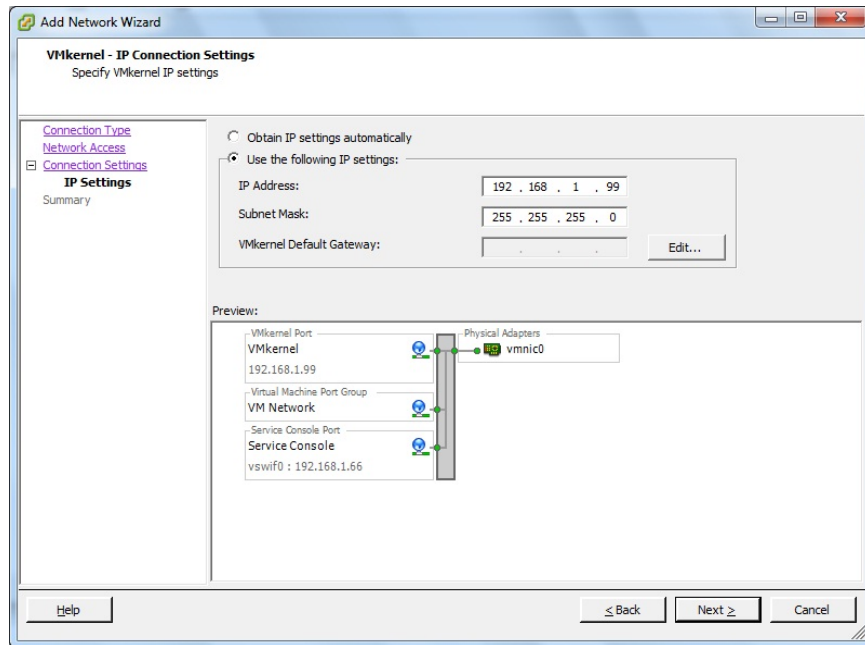 Add Network Wizard
VMkernel - IP Connection Settings
Specify VMkernel IP settings
Connection Type
Network Access
Connection Settings
IP Settings
Summary
Obtain IP settings automatically
Use the following IP settings:
IP Address:
192 . 168 . 1 . 99
Subnet Mask:
255 . 255 . 255 . 0
VMkernel Default Gateway:
. . .
Edit...
Preview:
VMkernel Port
VMkernel
192.168.1.99
Physical Adapters
vmnic0
Virtual Machine Port Group
VM Network
Service Console Port
Service Console
vswif0 : 192.168.1.66
Help
< Back
Next >
Cancel